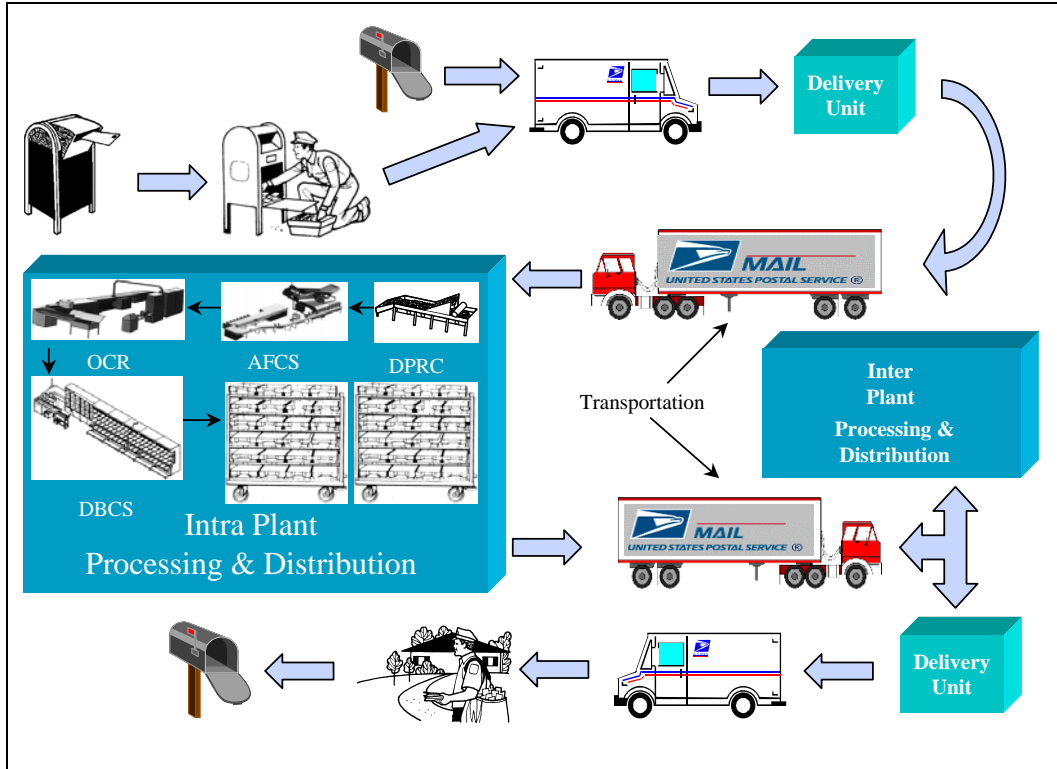 Delivery
Unit
MAIL
UNITED STATES POSTAL SERVICE ®
OCR
AFCS
DPRC
DBCS
Intra Plant
Processing & Distribution
Transportation
Inter
Plant
Processing &
Distribution
MAIL
UNITED STATES POSTAL SERVICE ®
Delivery
Unit